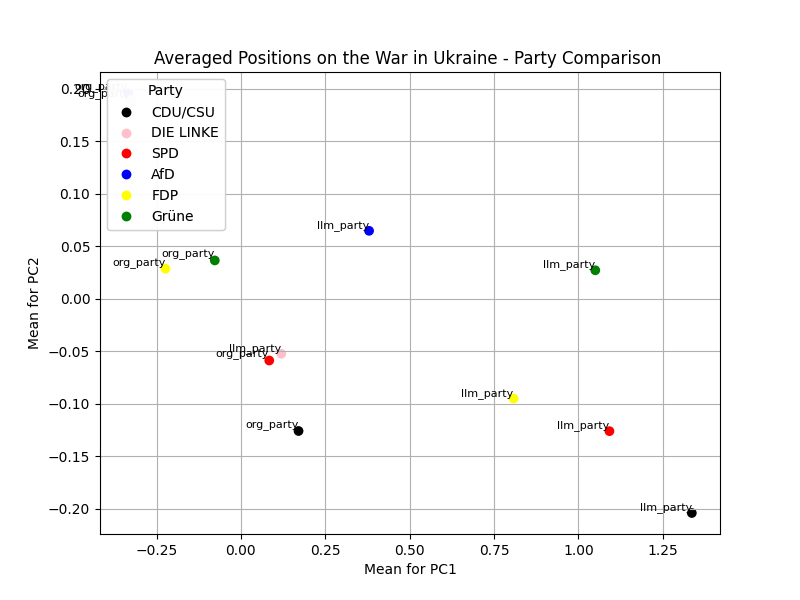 Averaged Positions on the War in Ukraine - Party Comparison
org_party
org_party
0.20
Party
CDU/CSU
DIE LINKE
SPD
AfD
FDP
Grüne
0.15
0.10
0.05
0.00
−0.05
−0.10
−0.15
−0.20
llm_party
org_party
org_party
llm_party
llm_party
org_party
llm_party
org_party
llm_party
llm_party
Mean for PC2
−0.25
0.00
0.25
0.50
0.75
1.00
1.25
Mean for PC1